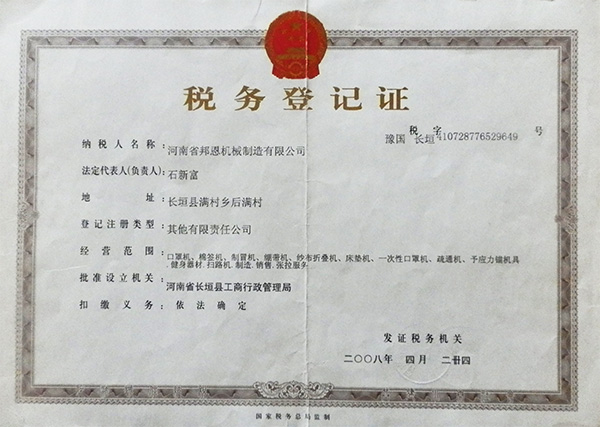 税务登记证
税 字
豫国 长垣410728776529649 号
纳税人名称:河南省邦恩机械制造有限公司
法定代表人(负责人):石新富
地 址:长垣县满村乡后满村
登记注册类型:其他有限责任公司
经营范围:口罩机、棉签机、制冒机、绷带机、纱布折叠机、床垫机、一次性口罩机、疏通机、予应力锚机具
健身器材.扫路机.制造.销售.张拉服务
批准设立机关:河南省长垣县工商行政管理局
扣缴义务:依法确定
发证税务机关
二〇〇八年 四月 二廿四
国家税务总局监制